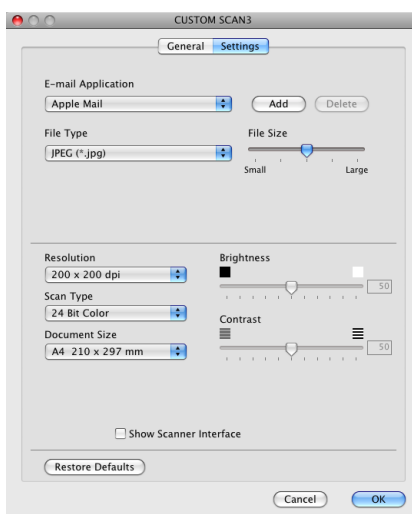 CUSTOM SCAN3
General Settings
E-mail Application
Apple Mail Add Delete
File Type File Size
JPEG (*.jpg)
Small Large
Resolution Brightness
200 x 200 dpi 50
Scan Type
24 Bit Color Contrast
Document Size
A4 210 x 297 mm 50
Show Scanner Interface
Restore Defaults
Cancel OK